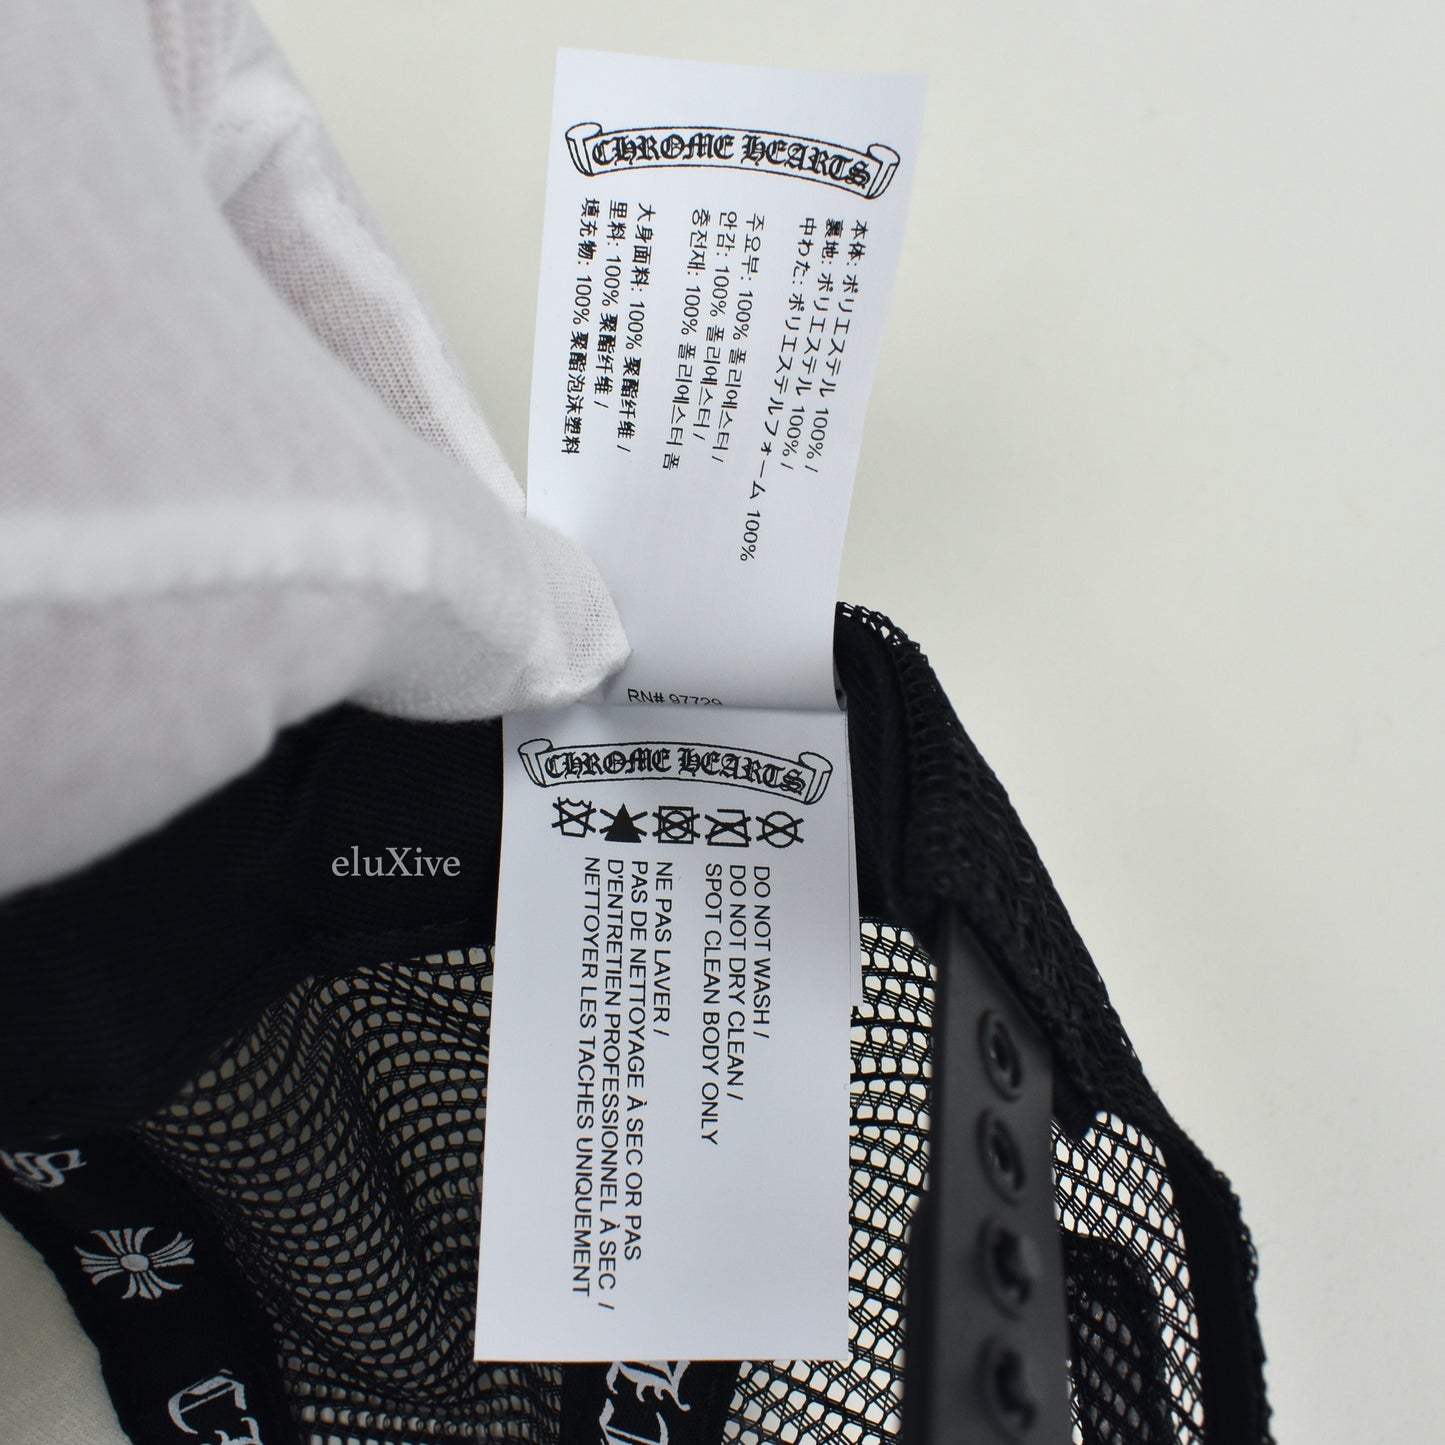 CHROME HEARTS
本体: ポリエステル 100% /
裏地: ポリエステル 100% /
中わた: ポリエステルフォーム 100%
주요부: 100% 폴리에스터 /
안감: 100% 폴리에스터 /
충전재: 100% 폴리에스터 폼
大身面料: 100% 聚酯纤维 /
里料: 100% 聚酯纤维 /
填充物: 100% 聚酯泡沫塑料
RN# 97729
CHROME HEARTS
DO NOT WASH /
DO NOT DRY CLEAN /
SPOT CLEAN BODY ONLY
NE PAS LAVER /
PAS DE NETTOYAGE À SEC OR PAS
D'ENTRETIEN PROFESSIONNEL À SEC /
NETTOYER LES TACHES UNIQUEMENT
eluXive